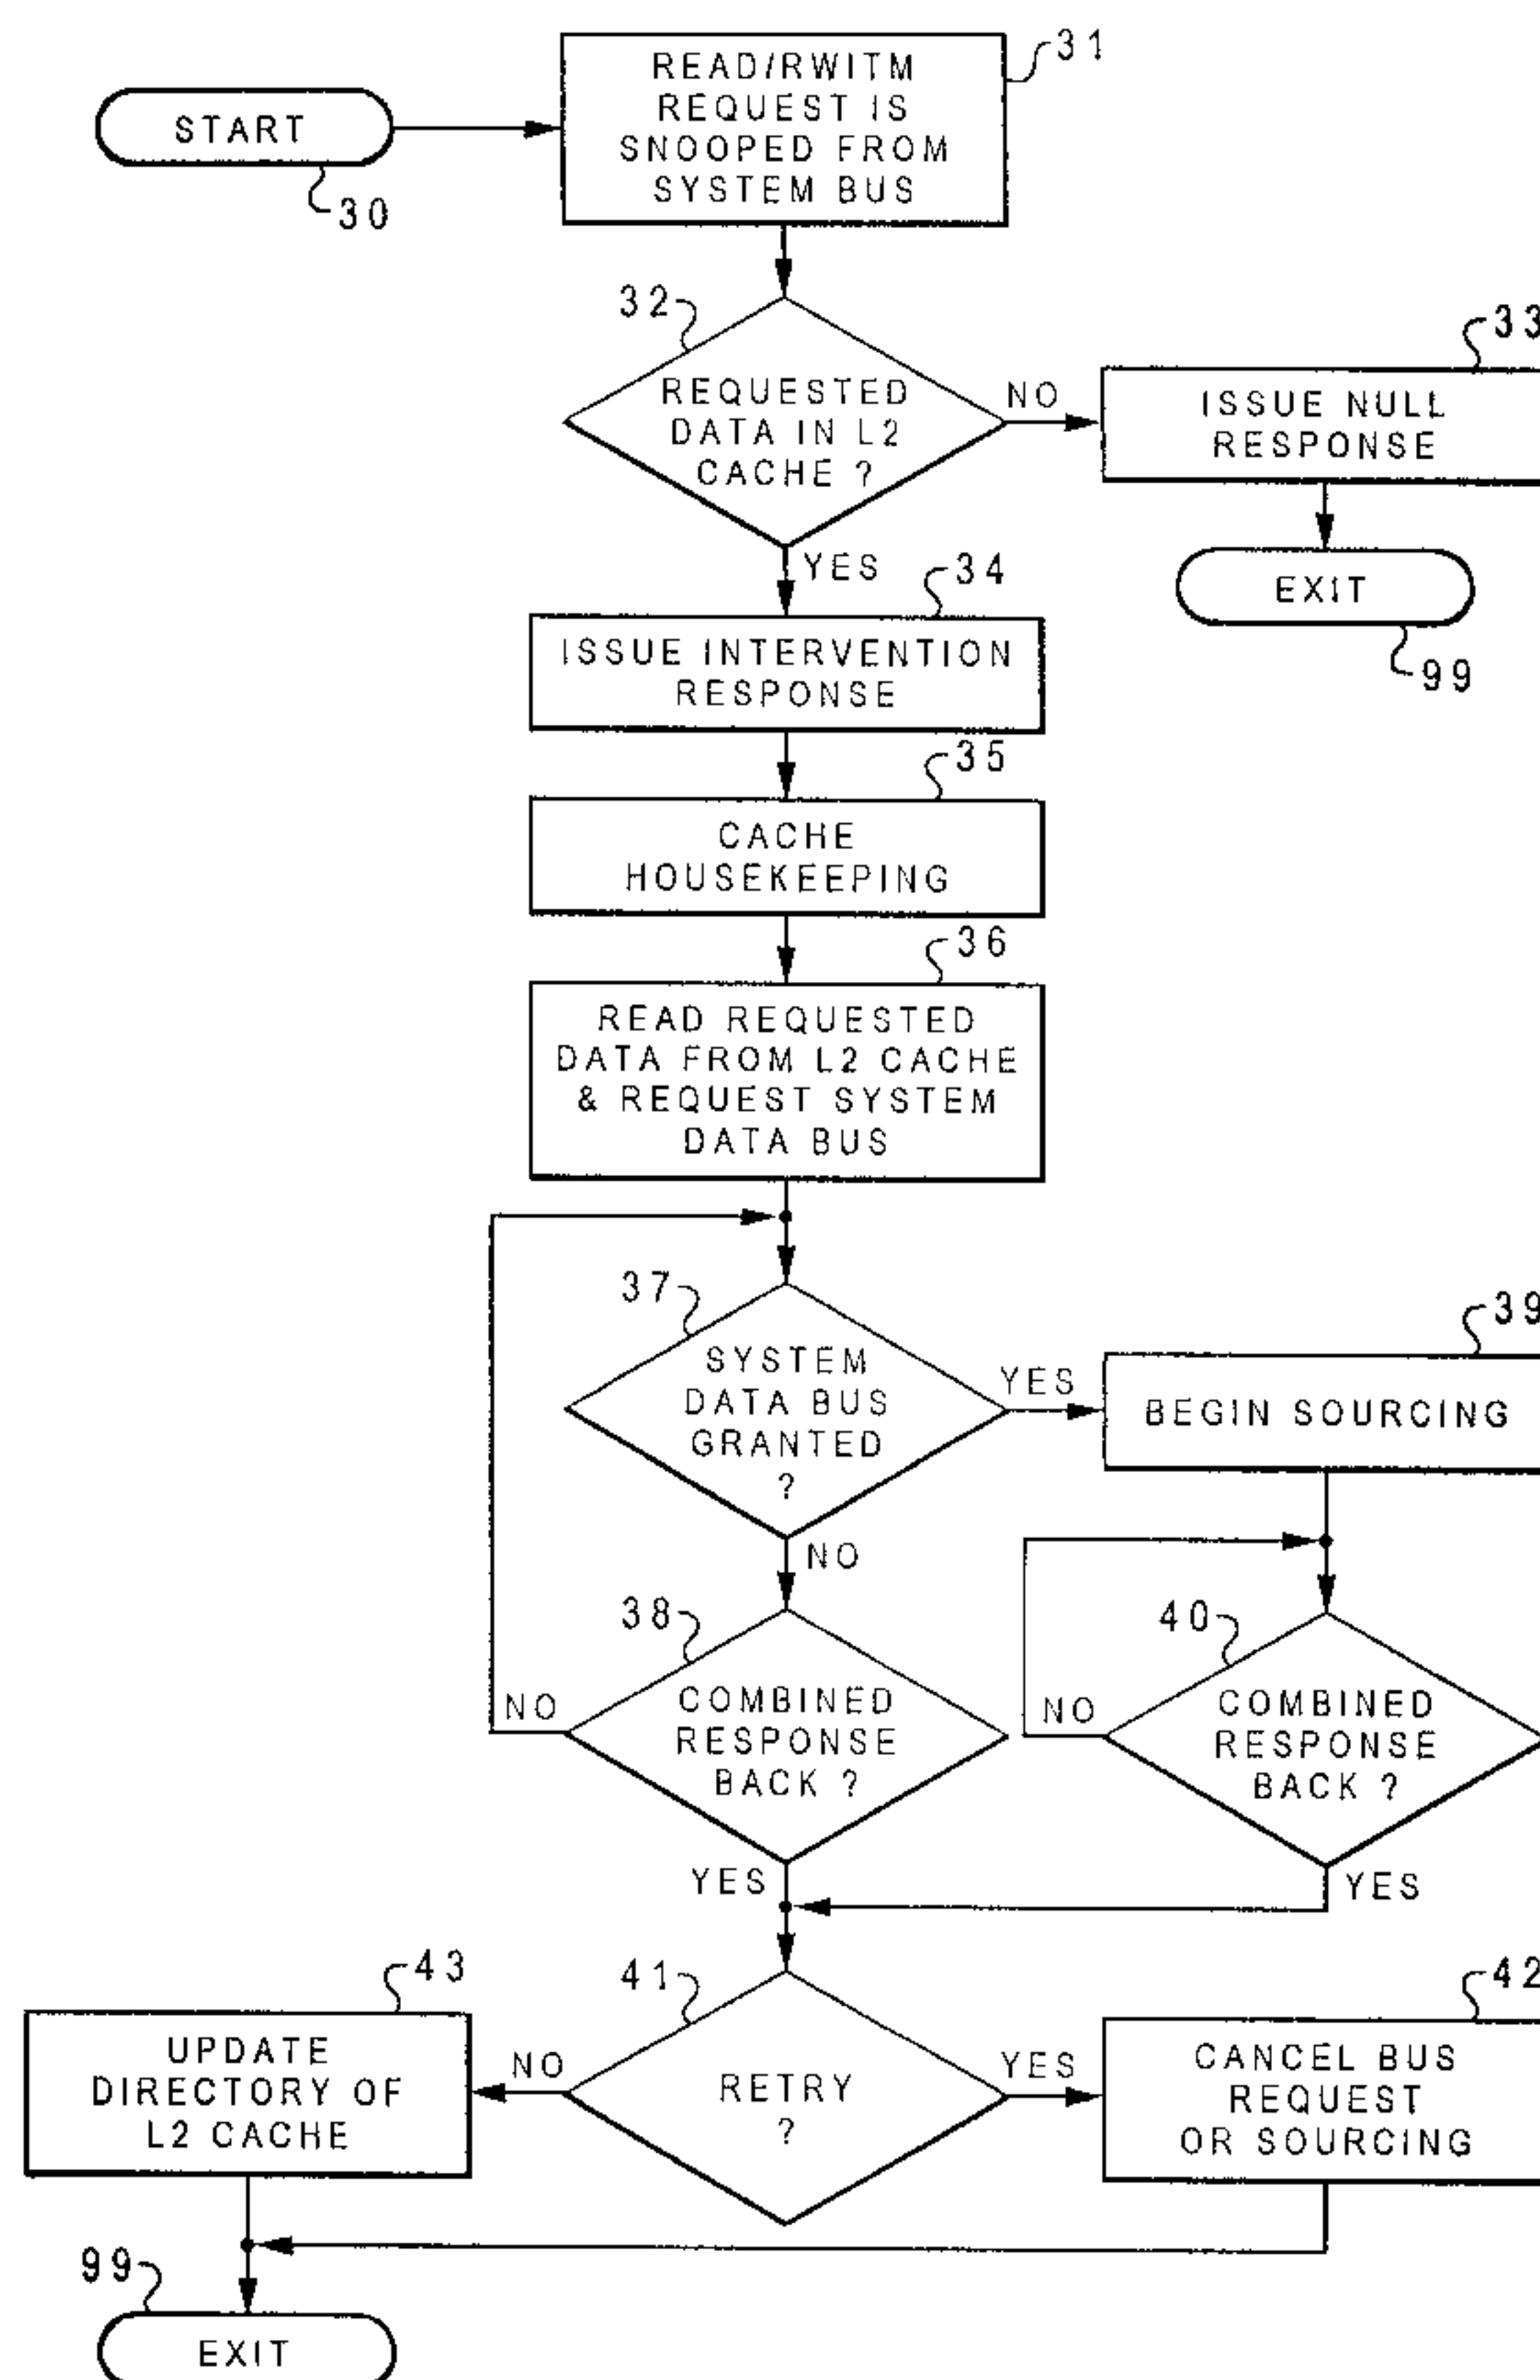 START
30
READ/RWITM
REQUEST IS
SNOOPED FROM
SYSTEM BUS
31
32
REQUESTED
DATA IN L2
CACHE ?
NO
33
ISSUE NULL
RESPONSE
EXIT
99
YES
34
ISSUE INTERVENTION
RESPONSE
35
CACHE
HOUSEKEEPING
36
READ REQUESTED
DATA FROM L2 CACHE
& REQUEST SYSTEM
DATA BUS
37
SYSTEM
DATA BUS
GRANTED
?
YES
39
BEGIN SOURCING
NO
38
COMBINED
RESPONSE
BACK ?
NO
YES
40
COMBINED
RESPONSE
BACK ?
NO
YES
41
RETRY
?
NO
43
UPDATE
DIRECTORY OF
L2 CACHE
YES
42
CANCEL BUS
REQUEST
OR SOURCING
99
EXIT